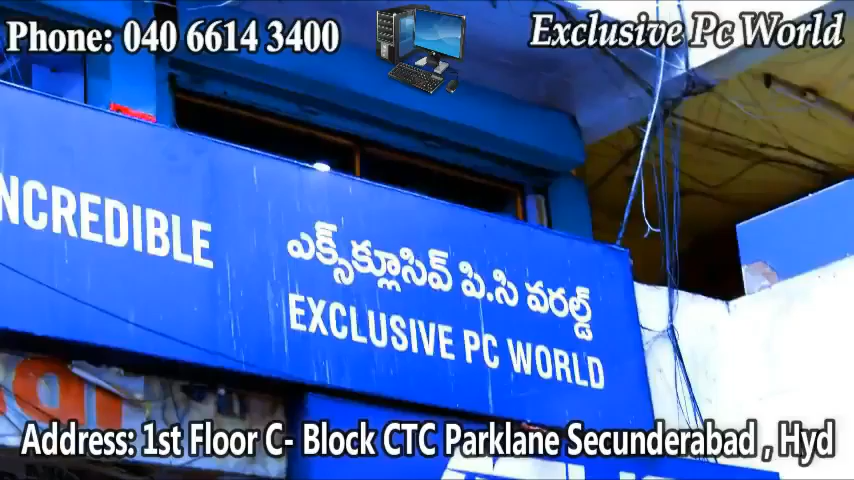 Phone: 040 6614 3400
Exclusive Pc World
NCREDIBLE
ఎక్స్‌క్లూసివ్ పి.సి వరల్డ్
EXCLUSIVE PC WORLD
Address: 1st Floor C- Block CTC Parklane Secunderabad , Hyd